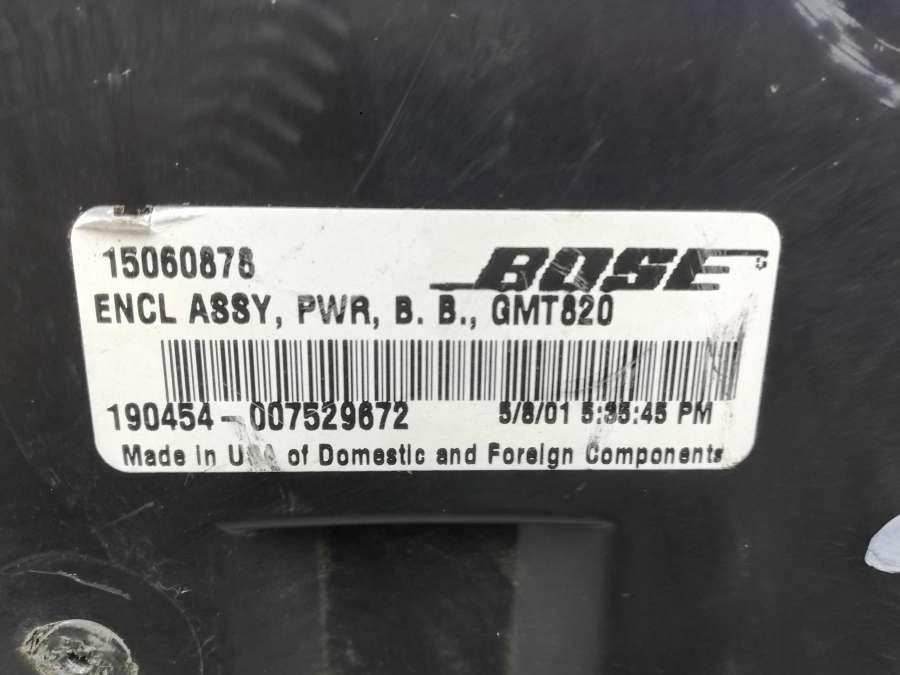 15060878
BOSE
ENCL ASSY, PWR, B. B., GMT820
190454-007529672
5/8/01 5:35:45 PM
Made in USA of Domestic and Foreign Components